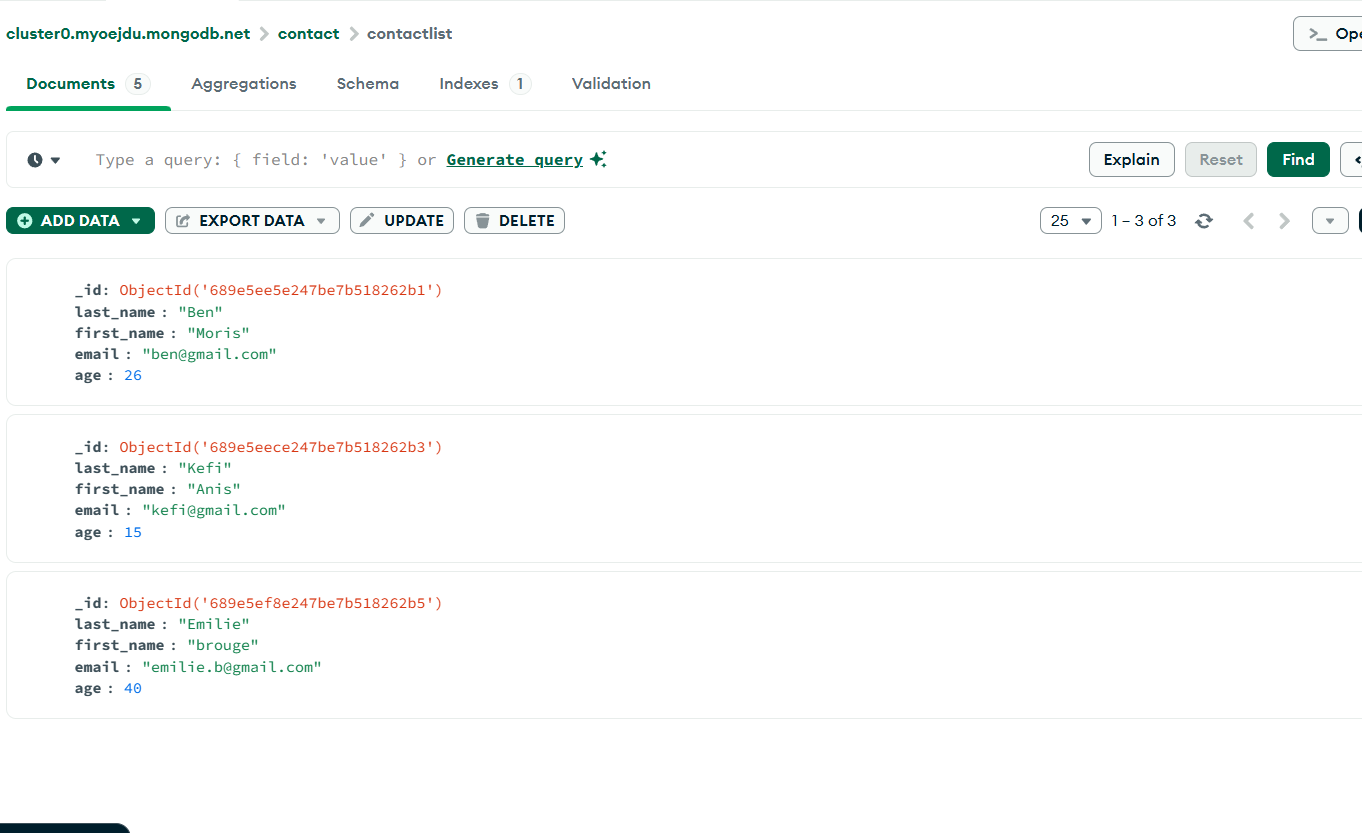 cluster0.myoejdu.mongodb.net > contact > contactlist
>_ Ope
Documents 5 Aggregations Schema Indexes 1 Validation
Type a query: { field: 'value' } or Generate query
Explain Reset Find
ADD DATA EXPORT DATA UPDATE DELETE 25 1 – 3 of 3
_id: ObjectId('689e5ee5e247be7b518262b1')
last_name : "Ben"
first_name : "Moris"
email : "ben@gmail.com"
age : 26
_id: ObjectId('689e5eece247be7b518262b3')
last_name : "Kefi"
first_name : "Anis"
email : "kefi@gmail.com"
age : 15
_id: ObjectId('689e5ef8e247be7b518262b5')
last_name : "Emilie"
first_name : "brouge"
email : "emilie.b@gmail.com"
age : 40